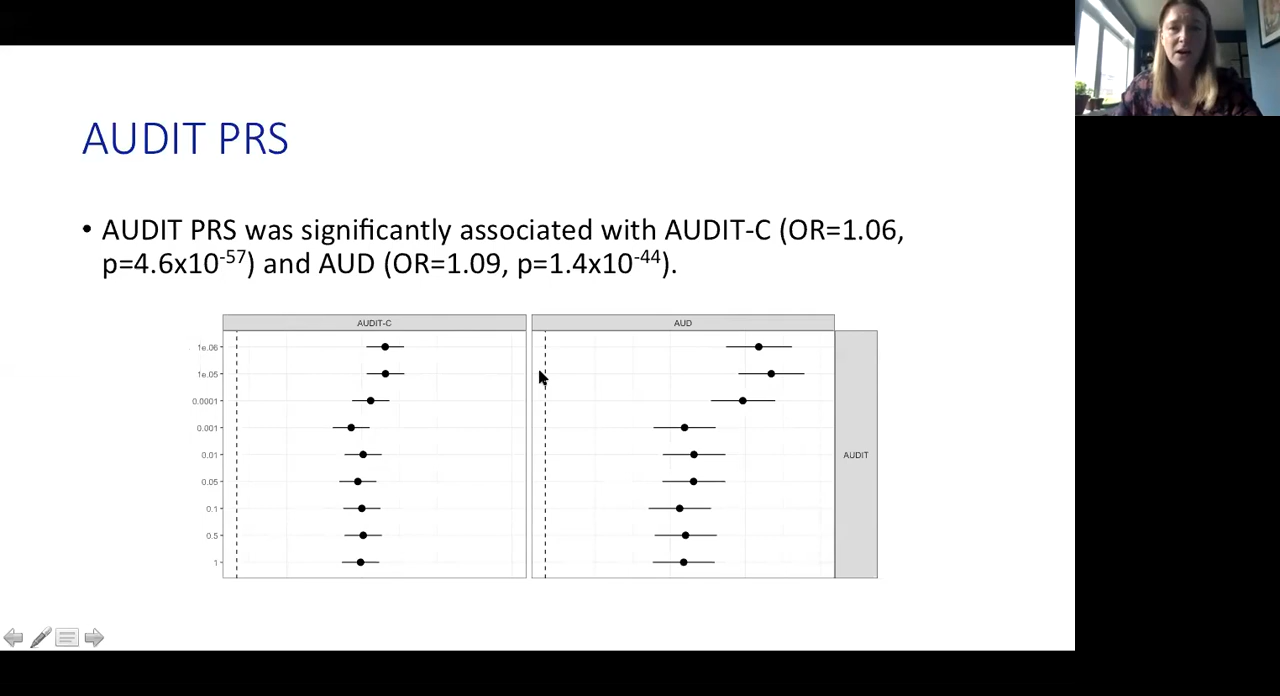 AUDIT PRS
• AUDIT PRS was significantly associated with AUDIT-C (OR=1.06,
p=4.6x10⁻⁵⁷) and AUD (OR=1.09, p=1.4x10⁻⁴⁴).
AUDIT-C
AUD
1e.06
1e.05
0.0001
0.001
0.01
0.05
0.1
0.5
1
AUDIT